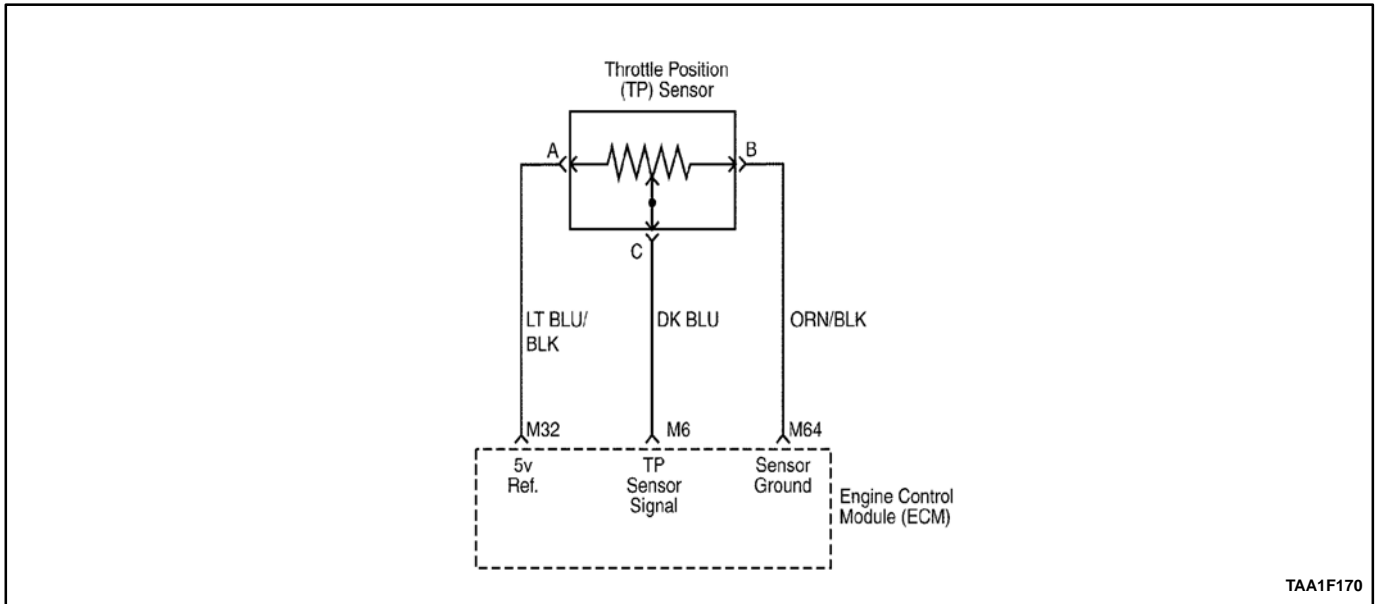 Throttle Position
(TP) Sensor
A
B
C
LT BLU/
BLK
DK BLU
ORN/BLK
M32
M6
M64
5v
Ref.
TP
Sensor
Signal
Sensor
Ground
Engine Control
Module (ECM)
TAA1F170